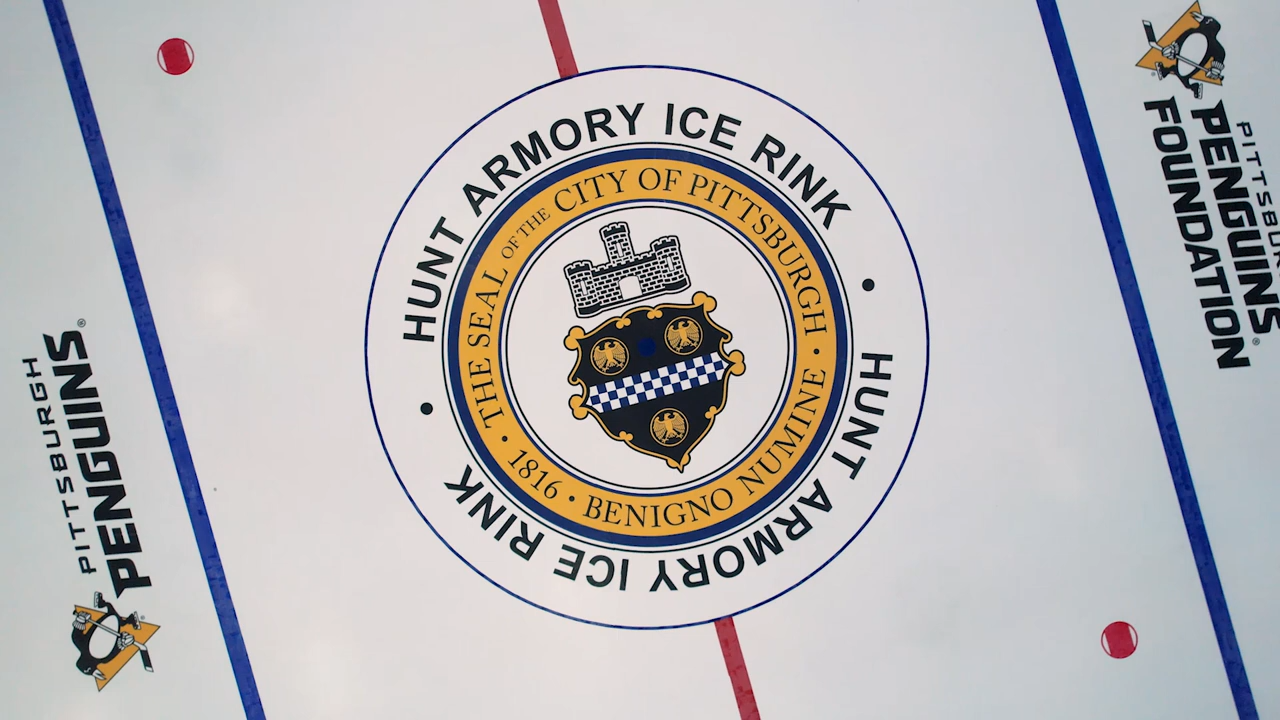 HUNT ARMORY ICE RINK
•
HUNT ARMORY ICE RINK
•
THE SEAL OF THE CITY OF PITTSBURGH • BENIGNO NUMINE • 1816 •
PITTSBURGH
PENGUINS®
PENGUINS®
FOUNDATION